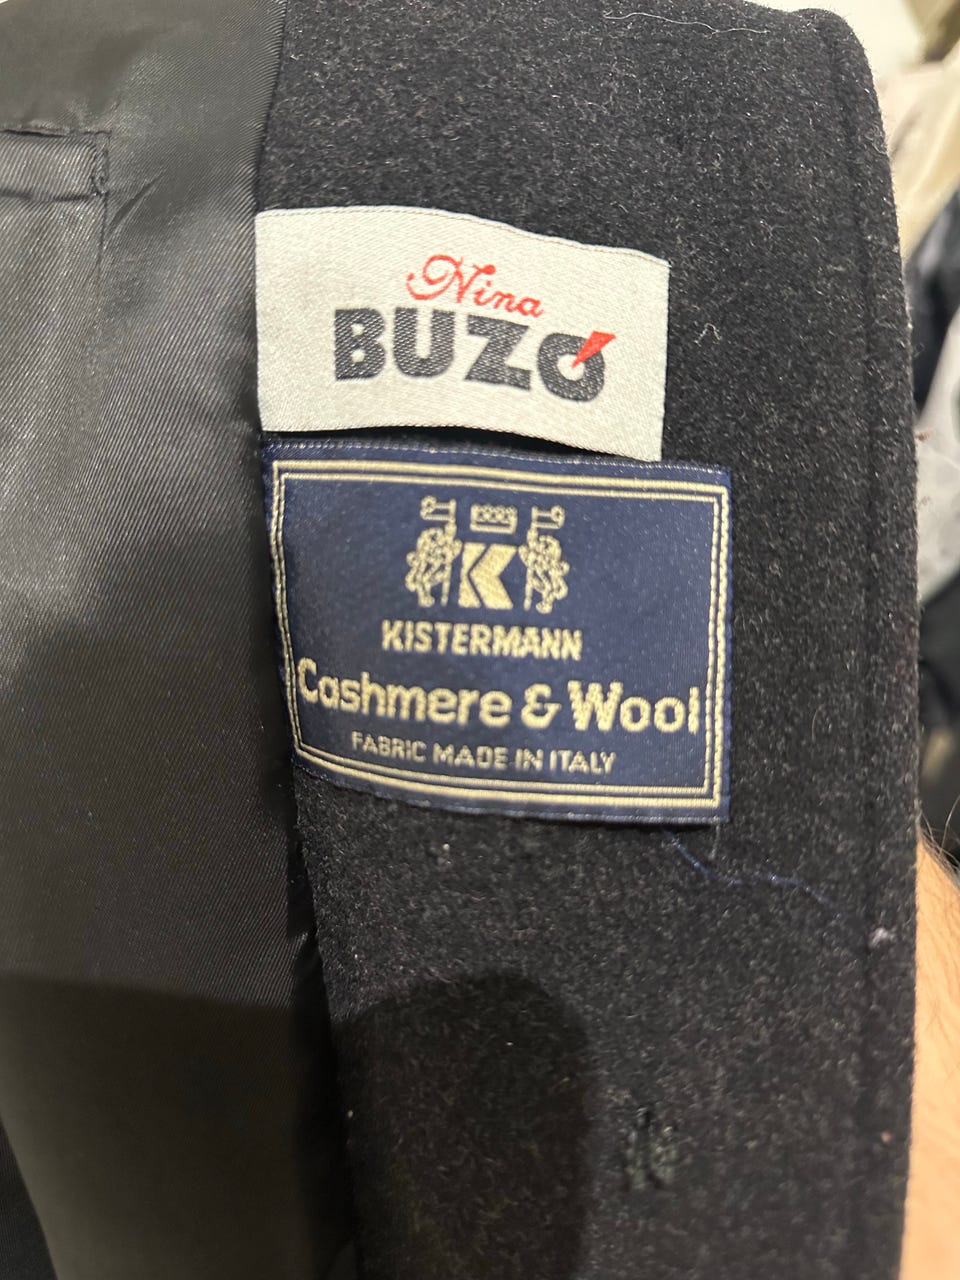 Nina
BUZÓ
K
KISTERMANN
Cashmere & Wool
FABRIC MADE IN ITALY